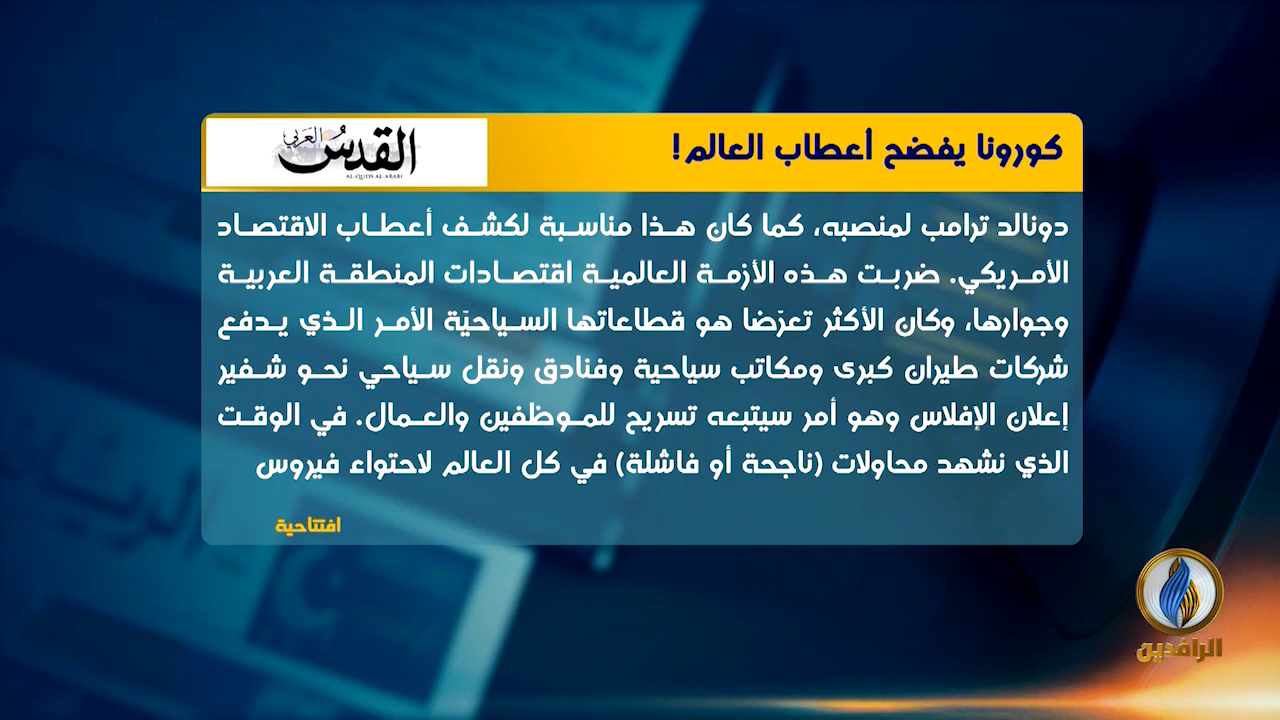 كورونا يفضح أعطاب العالم!
القدس العربي
AL-QUDS AL-ARABI
دونالد ترامب لمنصبه، كما كان هذا مناسبة لكشف أعطاب الاقتصاد
الأمريكي. ضربت هذه الأزمة العالمية اقتصادات المنطقة العربية
وجوارها، وكان الأكثر تعرّضا هو قطاعاتها السياحيّة الأمر الذي يدفع
شركات طيران كبرى ومكاتب سياحية وفنادق ونقل سياحي نحو شفير
إعلان الإفلاس وهو أمر سيتبعه تسريح للموظفين والعمال. في الوقت
الذي نشهد محاولات (ناجحة أو فاشلة) في كل العالم لاحتواء فيروس
افتتاحية
الرافدين